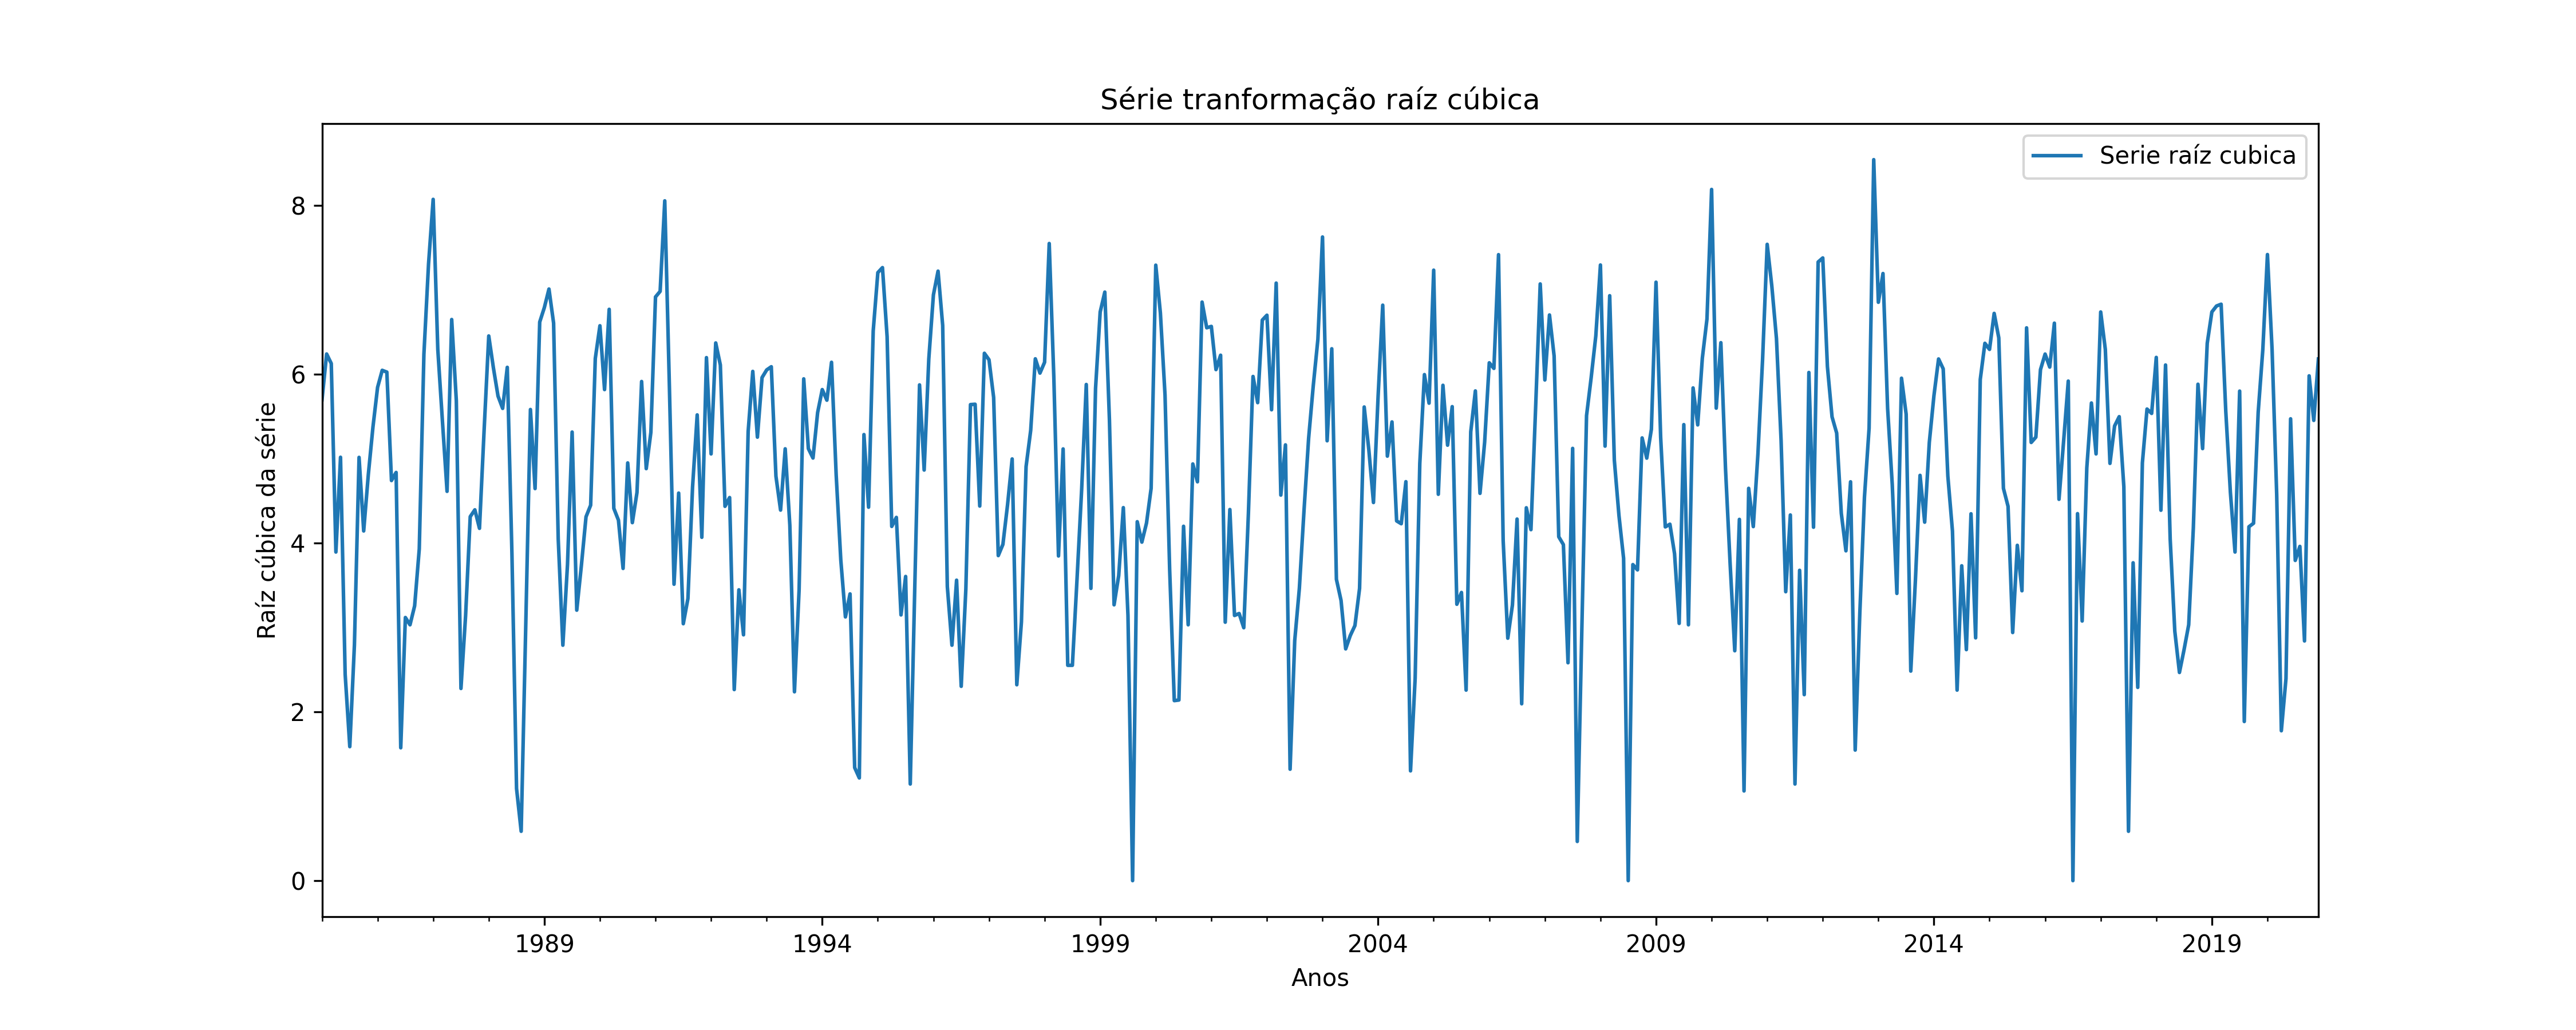 Série tranformação raíz cúbica
Serie raíz cubica
Raíz cúbica da série
8
6
4
2
0
1989 1994 1999 2004 2009 2014 2019
Anos